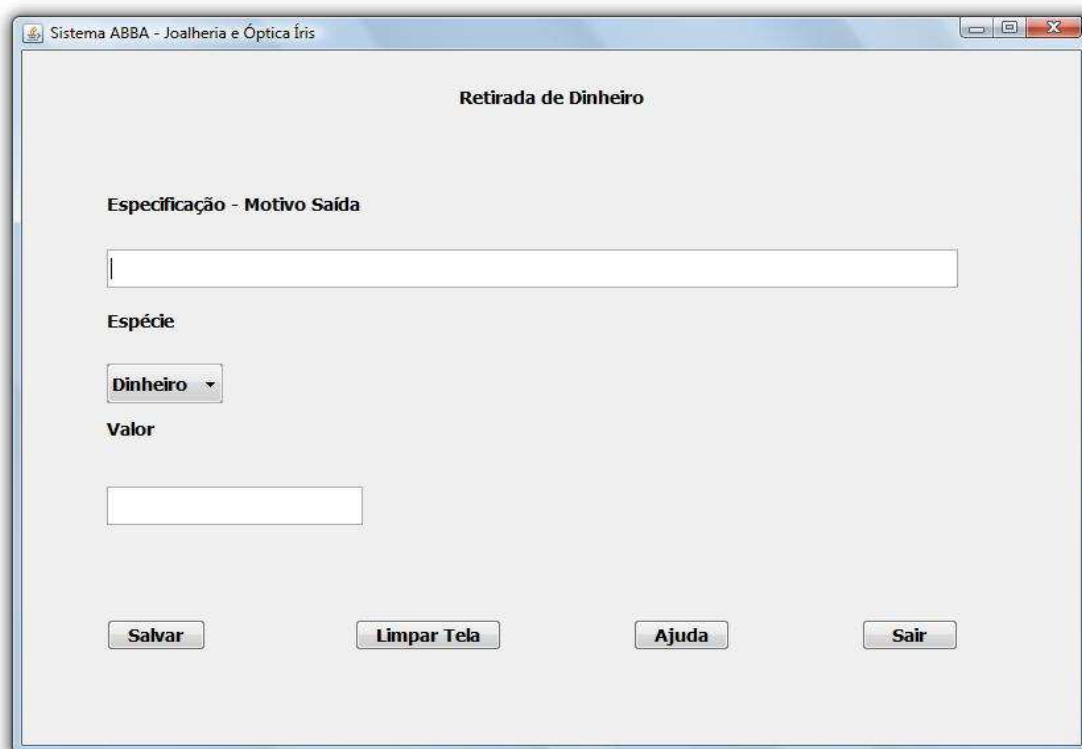 Sistema ABBA - Joalheria e Óptica Íris
Retirada de Dinheiro
Especificação - Motivo Saída
Espécie
Dinheiro
Valor
Salvar Limpar Tela Ajuda Sair